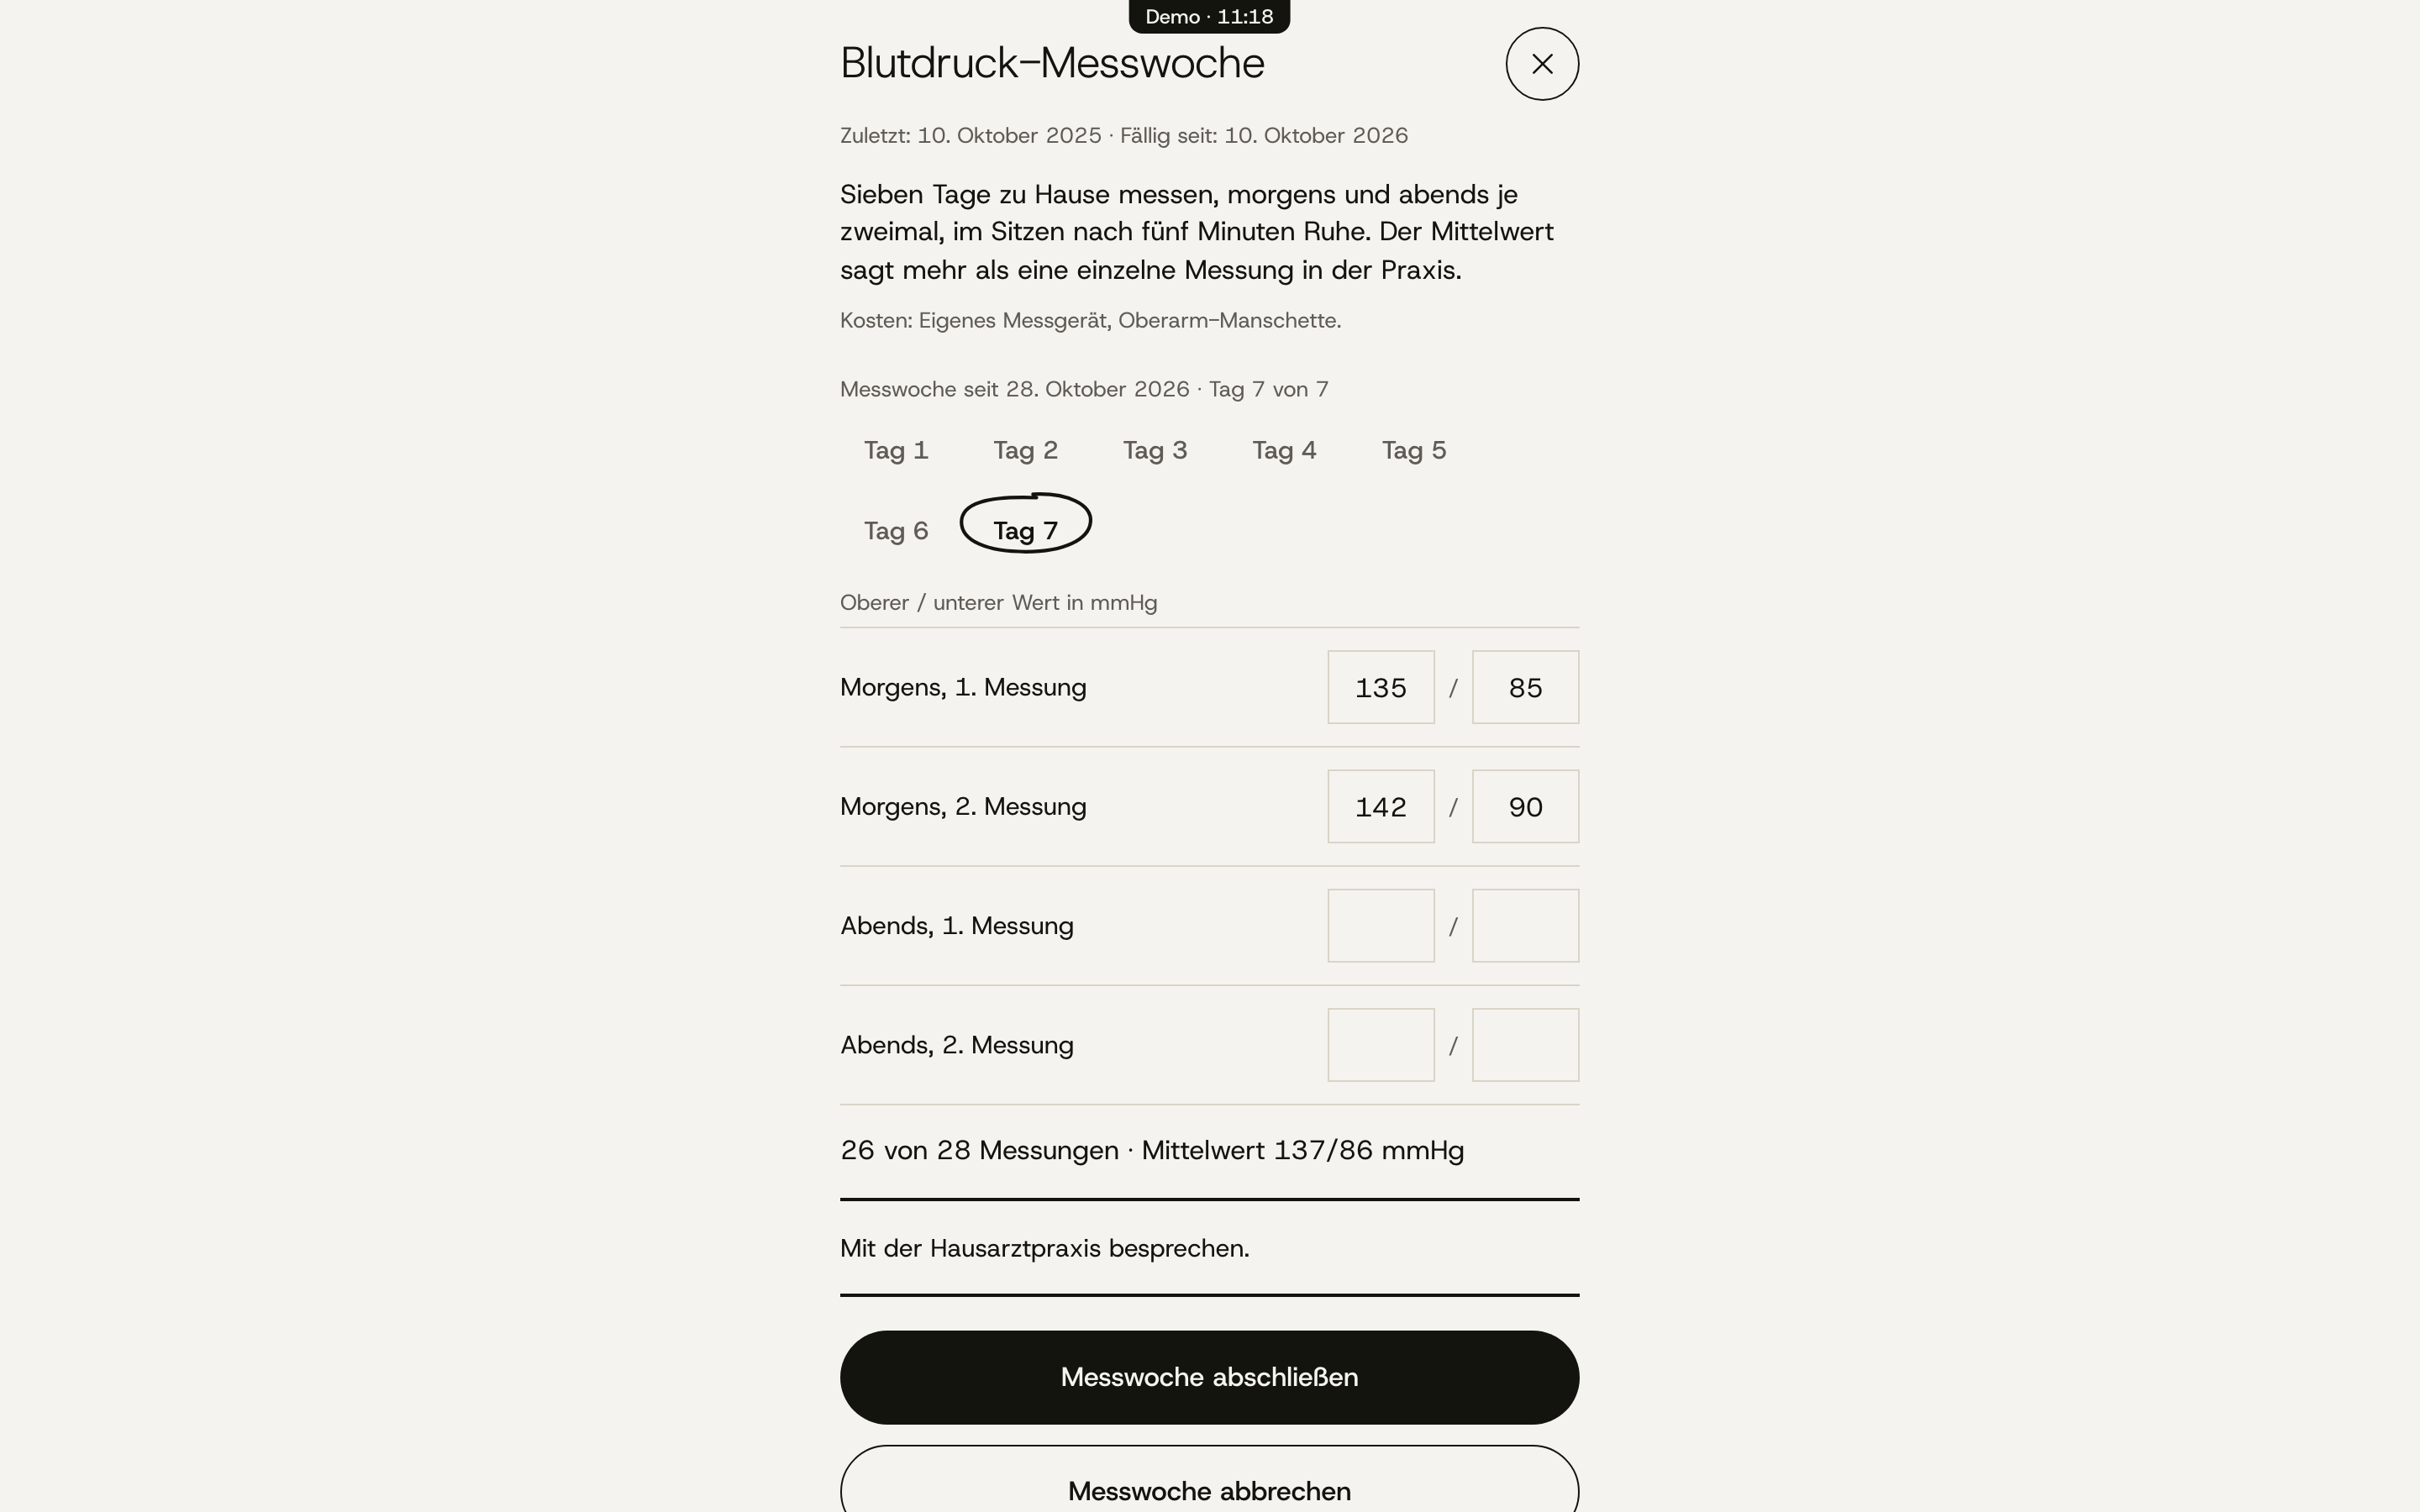 Demo · 11:18
Blutdruck-Messwoche
Zuletzt: 10. Oktober 2025 · Fällig seit: 10. Oktober 2026
Sieben Tage zu Hause messen, morgens und abends je
zweimal, im Sitzen nach fünf Minuten Ruhe. Der Mittelwert
sagt mehr als eine einzelne Messung in der Praxis.
Kosten: Eigenes Messgerät, Oberarm-Manschette.
Messwoche seit 28. Oktober 2026 · Tag 7 von 7
Tag 1 Tag 2 Tag 3 Tag 4 Tag 5
Tag 6 Tag 7
Oberer / unterer Wert in mmHg
Morgens, 1. Messung 135 / 85
Morgens, 2. Messung 142 / 90
Abends, 1. Messung /
Abends, 2. Messung /
26 von 28 Messungen · Mittelwert 137/86 mmHg
Mit der Hausarztpraxis besprechen.
Messwoche abschließen
Messwoche abbrechen